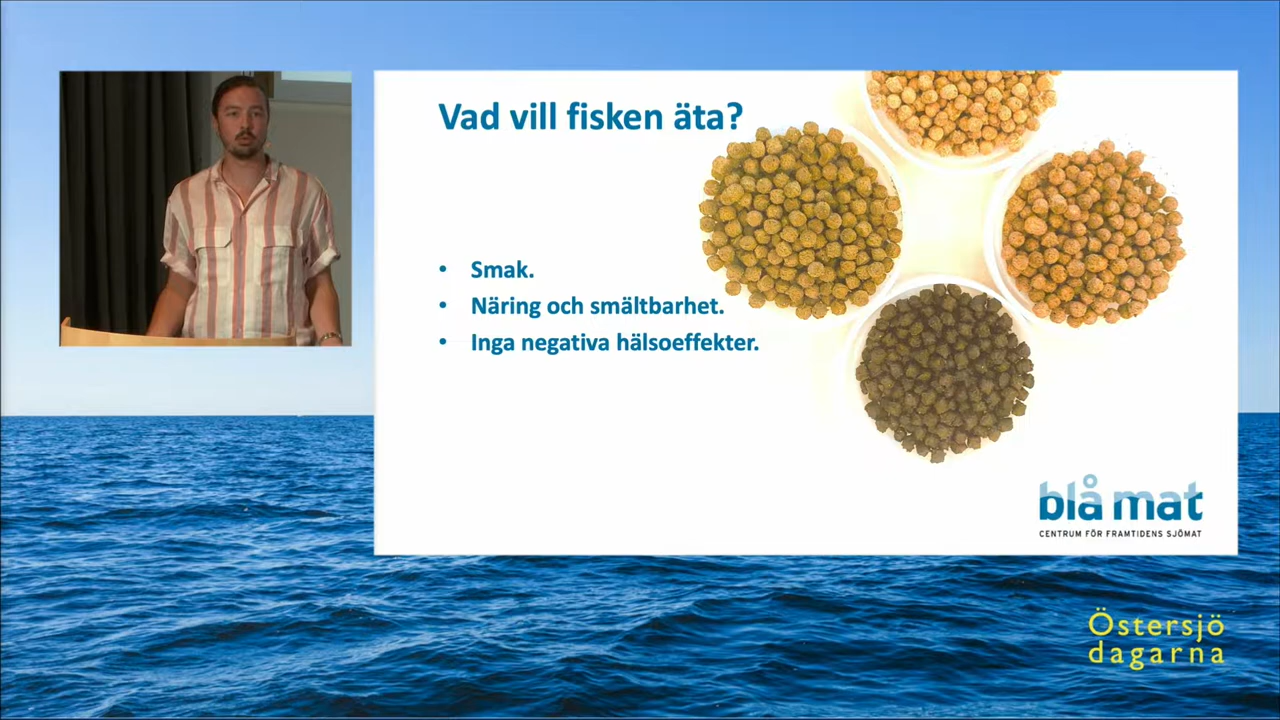 Vad vill fisken äta?
• Smak.
• Näring och smältbarhet.
• Inga negativa hälsoeffekter.
blå mat
CENTRUM FÖR FRAMTIDENS SJÖMAT
Östersjö
dagarna